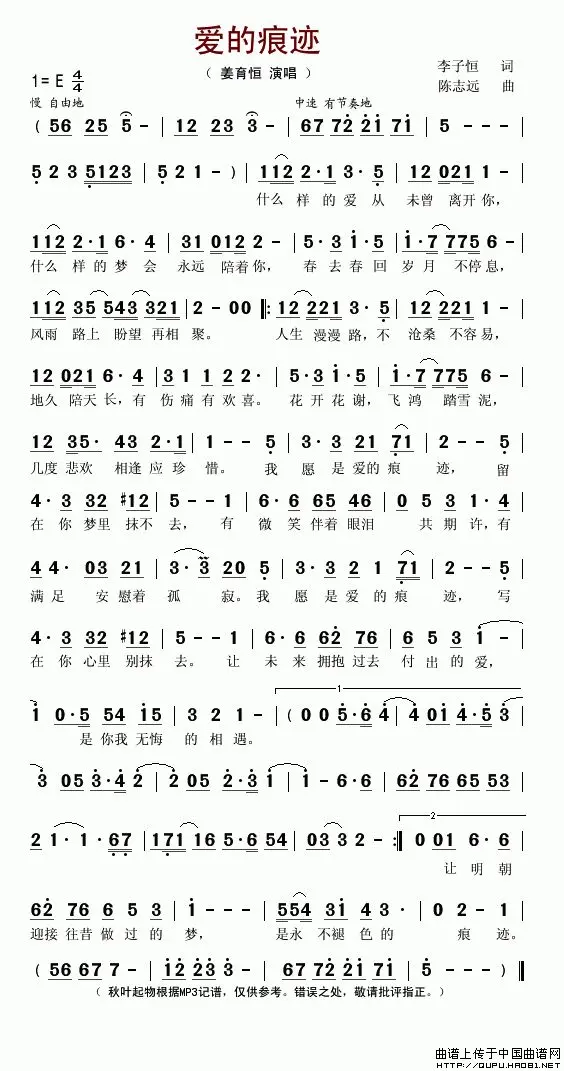 爱的痕迹
（ 姜育恒 演唱 ）
李子恒 词
1= E 4/4
陈志远 曲
慢 自由地 中速 有节奏地
( 56 25 5 - | 12 23 3 - | 67 72 21 71 | 5 - - -
5 2 3 5123 | 5 2 1 - ) | 112 2·1 3·5 | 12 021 1 -
什么 样的爱从 未曾 离开你，
112 2·1 6·4 | 31 012 2 - | 5·3 1·5 | 1·7 775 5 -
什么 样的梦会 永远 陪着你， 春去春回 岁月 不停息，
112 35 543 321 | 2 - 00 |: 12 221 3·5 | 12 221 1 -
风雨 路上 盼望 再相 聚。 人生 漫漫路，不 沧桑 不容易，
12 021 6·4 | 31 1 22· | 5·3 1·5 | 1·7 775 6 -
地久 陪天长，有 伤痛有欢喜。 花开花谢，飞鸿 踏雪泥，
12 35· 43 2·1 | 1 - - 5 | 3·3 21 71 | 2 - - 5
几度 悲欢 相逢 应珍 惜。 我 愿是爱的痕 迹， 留
4·3 32 #12 | 5 - - 1 | 6·6 65 46 | 0 5 3 1·4
在你梦里 抹不去， 有 微笑伴着眼泪 共期许，有
4 4· 03 21 | 3·3 20 5 | 3·3 2 1 71 | 2 - - 5
满足 安慰着 孤 寂。我 愿是爱的痕 迹， 写
4·3 32 #12 | 5 - - 1 | 6·6 62 76 | 6 5 3 1 -
在你心里 别抹 去。 让 未来拥抱过去 付出的爱，
1 0·5 54 15 | 3 2 1 - | ( 0 0 5·6 4 | 4 01 4·5 3
1
是你我无悔 的相遇。
3 05 3·4 2 | 2 05 2·3 1 | 1 - 6·6 | 62 76 65 53
2 1· 1· 67 | 171 16 5·6 54 | 03 3 2 - :| 0 01 6·6
2
让 明朝
62 76 6 5 3 | 1 - - - | 554 31 4 3· | 0 2 - 1
迎接 往昔 做过的 梦， 是永 不褪 色的 痕 迹。
( 56 67 7 - | 12 23 3 - | 67 72 21 71 | 5 - - - )
（ 秋叶起物根据MP3记谱，仅供参考。错误之处，敬请批评指正。）
曲谱上传于中国曲谱网
@QUPU.HAO81.NET